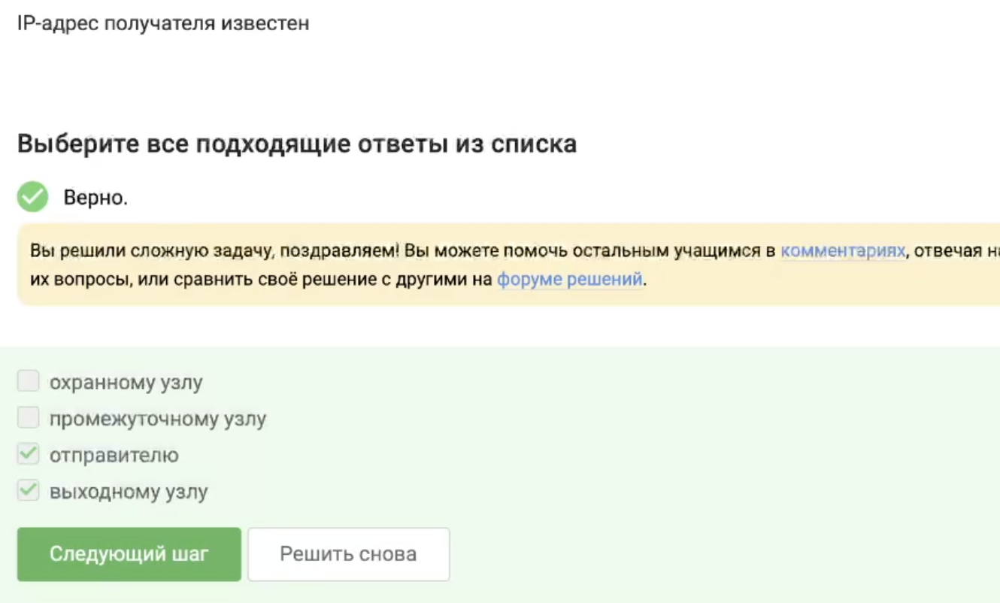 IP-адрес получателя известен
Выберите все подходящие ответы из списка
Верно.
Вы решили сложную задачу, поздравляем! Вы можете помочь остальным учащимся в комментариях, отвечая на
их вопросы, или сравнить своё решение с другими на форуме решений.
охранному узлу
промежуточному узлу
отправителю
выходному узлу
Следующий шаг
Решить снова